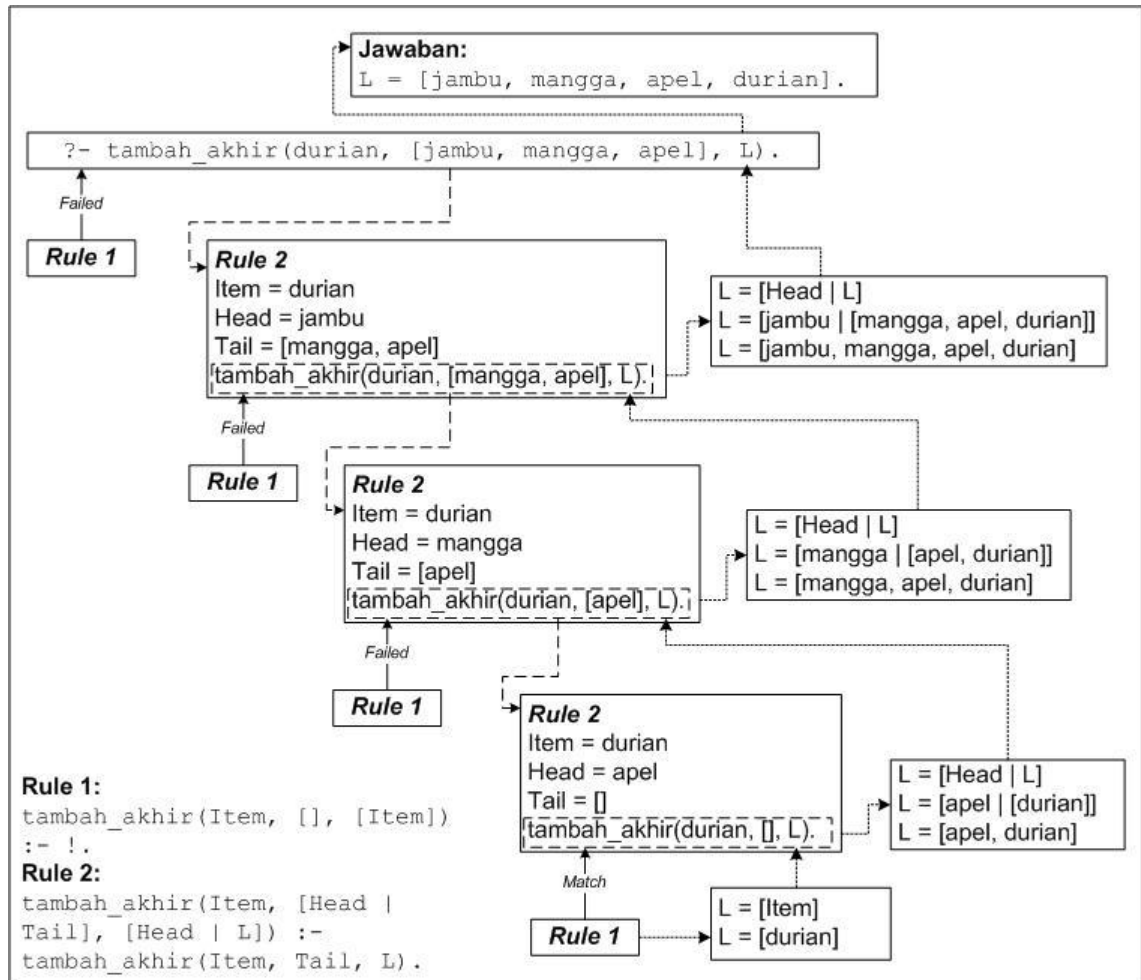 Jawaban:
L = [jambu, mangga, apel, durian].
?- tambah_akhir(durian, [jambu, mangga, apel], L).
Failed
Rule 1
Rule 2
Item = durian
Head = jambu
Tail = [mangga, apel]
tambah_akhir(durian, [mangga, apel], L).
L = [Head | L]
L = [jambu | [mangga, apel, durian]]
L = [jambu, mangga, apel, durian]
Failed
Rule 1
Rule 2
Item = durian
Head = mangga
Tail = [apel]
tambah_akhir(durian, [apel], L).
L = [Head | L]
L = [mangga | [apel, durian]]
L = [mangga, apel, durian]
Failed
Rule 1
Rule 2
Item = durian
Head = apel
Tail = []
tambah_akhir(durian, [], L).
L = [Head | L]
L = [apel | [durian]]
L = [apel, durian]
Match
Rule 1
L = [Item]
L = [durian]
Rule 1:
tambah_akhir(Item, [], [Item])
:- !.
Rule 2:
tambah_akhir(Item, [Head |
Tail], [Head | L]) :-
tambah_akhir(Item, Tail, L).